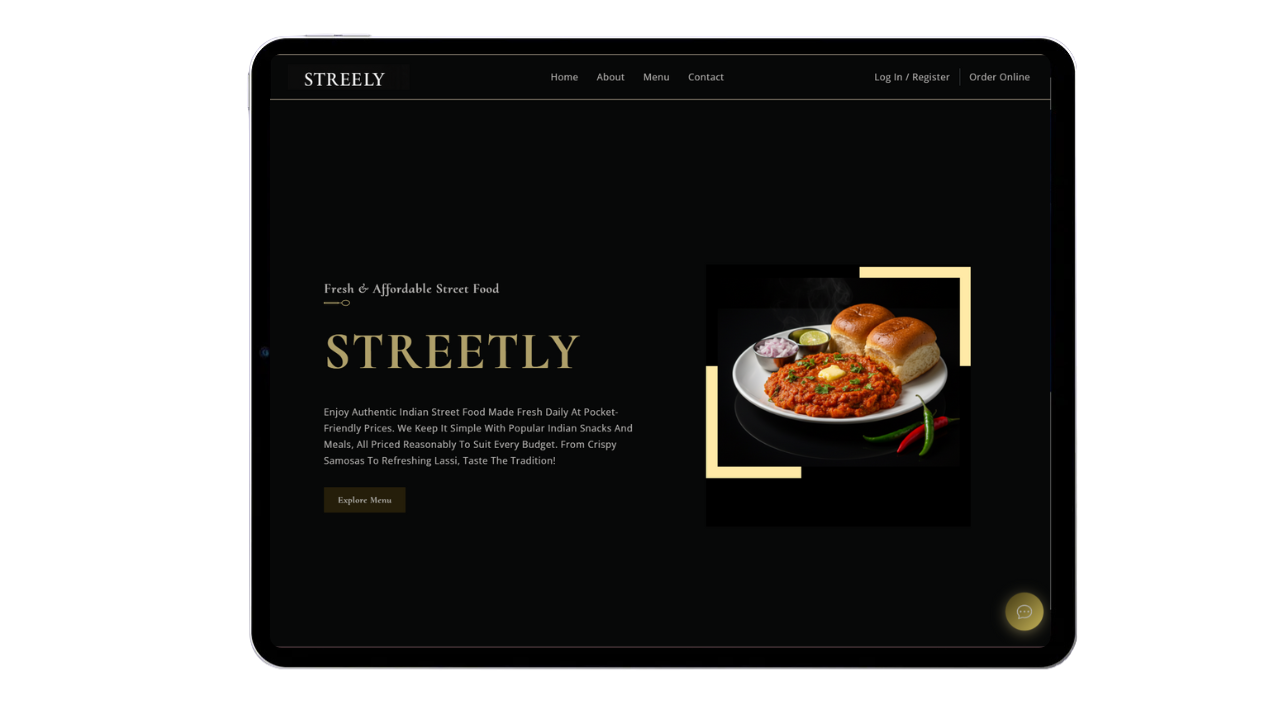 STREELY
Home About Menu Contact
Log In / Register Order Online
Fresh & Affordable Street Food
STREETLY
Enjoy Authentic Indian Street Food Made Fresh Daily At Pocket-
Friendly Prices. We Keep It Simple With Popular Indian Snacks And
Meals, All Priced Reasonably To Suit Every Budget. From Crispy
Samosas To Refreshing Lassi, Taste The Tradition!
Explore Menu